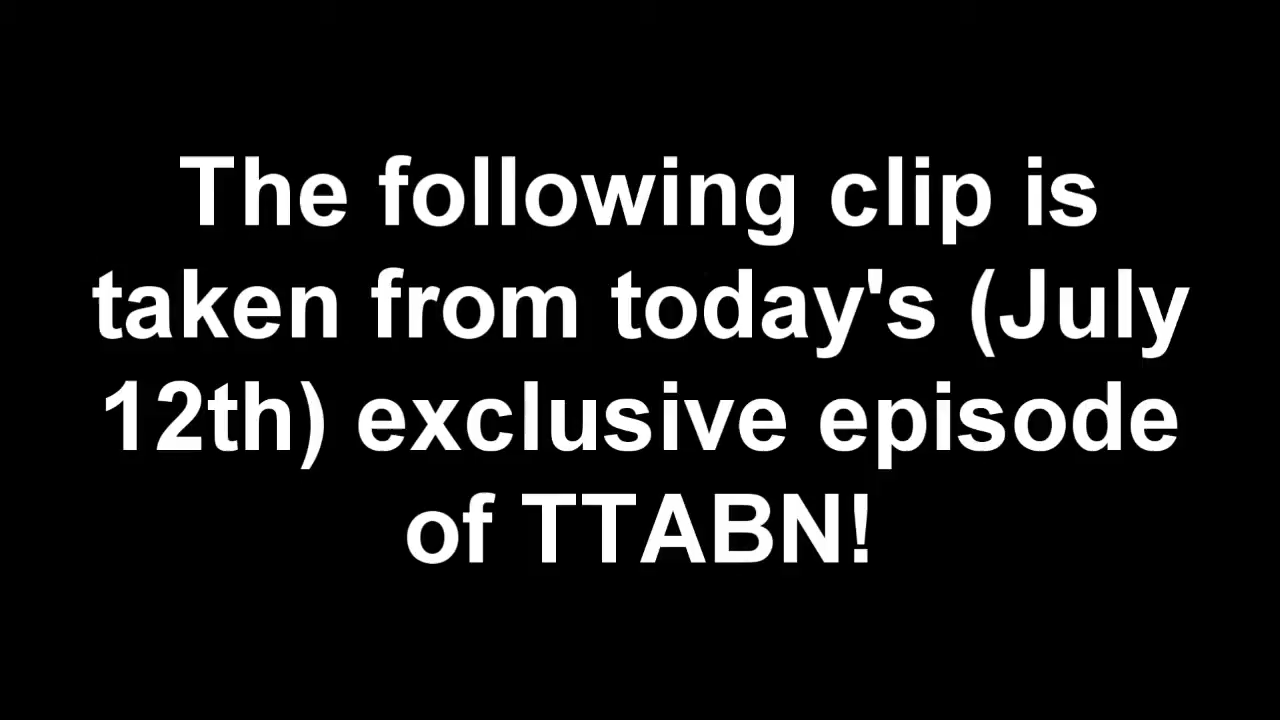 The following clip is
taken from today's (July
12th) exclusive episode
of TTABN!